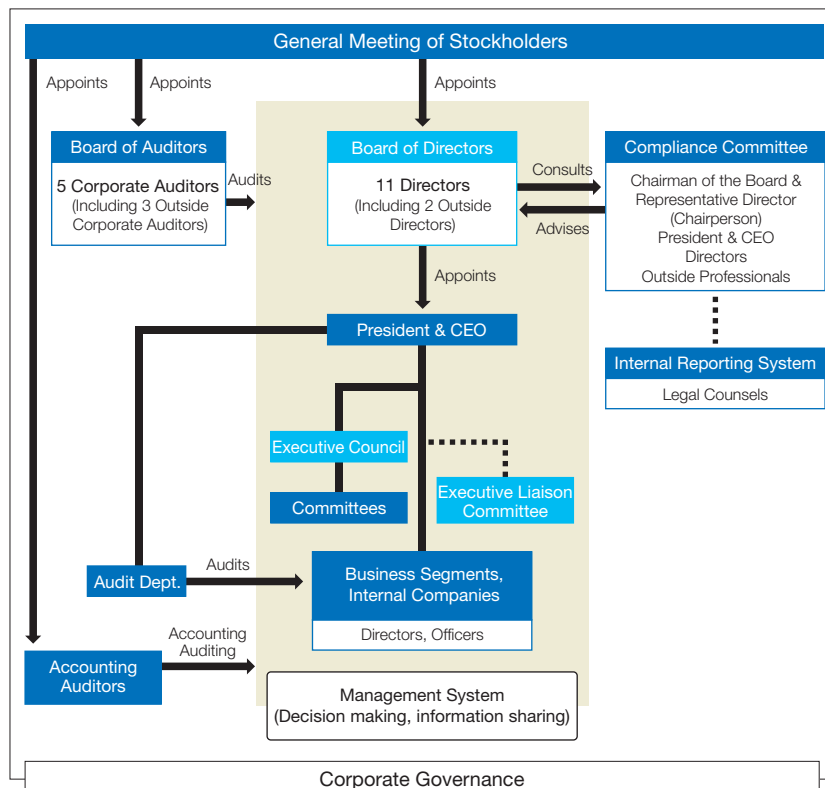 General Meeting of Stockholders
Appoints
Appoints
Appoints
Board of Auditors
5 Corporate Auditors
(Including 3 Outside
Corporate Auditors)
Audits
Board of Directors
11 Directors
(Including 2 Outside
Directors)
Consults
Advises
Compliance Committee
Chairman of the Board &
Representative Director
(Chairperson)
President & CEO
Directors
Outside Professionals
Appoints
President & CEO
Internal Reporting System
Legal Counsels
Executive Council
Committees
Executive Liaison
Committee
Audit Dept.
Audits
Business Segments,
Internal Companies
Directors, Officers
Accounting
Auditors
Accounting
Auditing
Management System
(Decision making, information sharing)
Corporate Governance